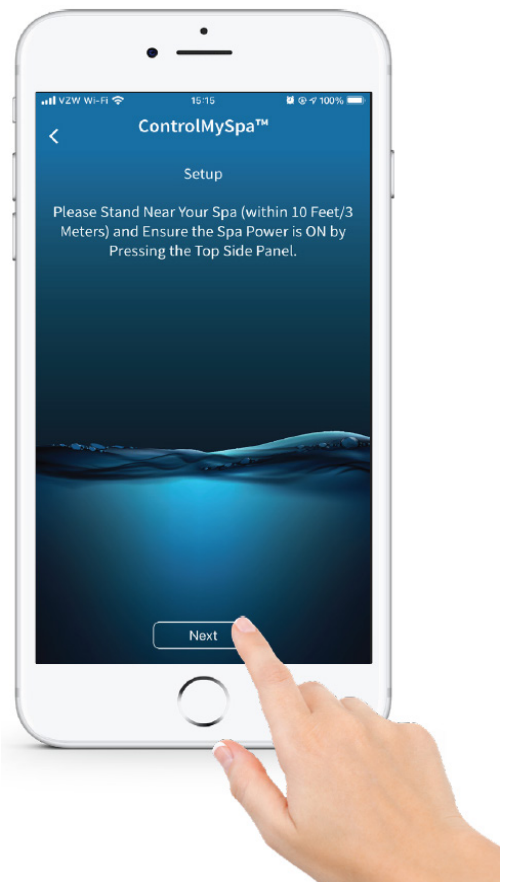 VZW Wi-Fi 15:15 100%
ControlMySpa™
Setup
Please Stand Near Your Spa (within 10 Feet/3
Meters) and Ensure the Spa Power is ON by
Pressing the Top Side Panel.
Next